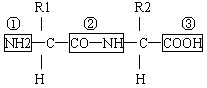 R1 R2
① ② ③
NH2—C—CO—NH—C—COOH
H H